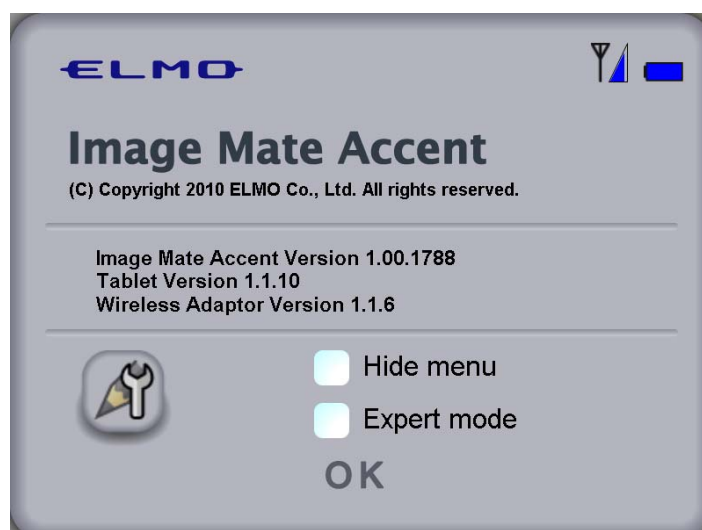 ELMO
Image Mate Accent
(C) Copyright 2010 ELMO Co., Ltd. All rights reserved.
Image Mate Accent Version 1.00.1788
Tablet Version 1.1.10
Wireless Adaptor Version 1.1.6
Hide menu
Expert mode
OK